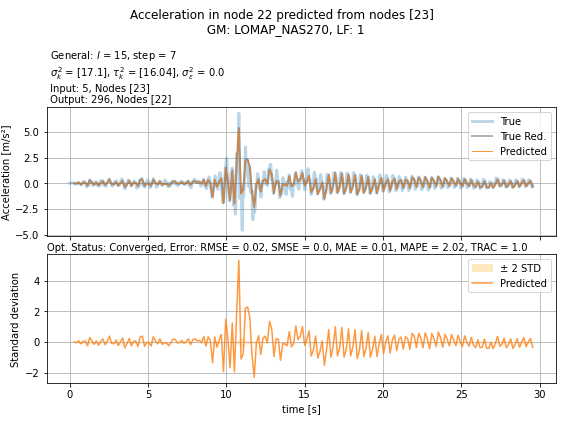 Acceleration in node 22 predicted from nodes [23]
GM: LOMAP_NAS270, LF: 1
General: l = 15, step = 7
σ²ₖ = [17.1], τ²ₖ = [16.04], σ²ε = 0.0
Input: 5, Nodes [23]
Output: 296, Nodes [22]
Acceleration [m/s²]
5.0
2.5
0.0
−2.5
−5.0
True
True Red.
Predicted
Opt. Status: Converged, Error: RMSE = 0.02, SMSE = 0.0, MAE = 0.01, MAPE = 2.02, TRAC = 1.0
Standard deviation
4
2
0
−2
± 2 STD
Predicted
0 5 10 15 20 25 30
time [s]